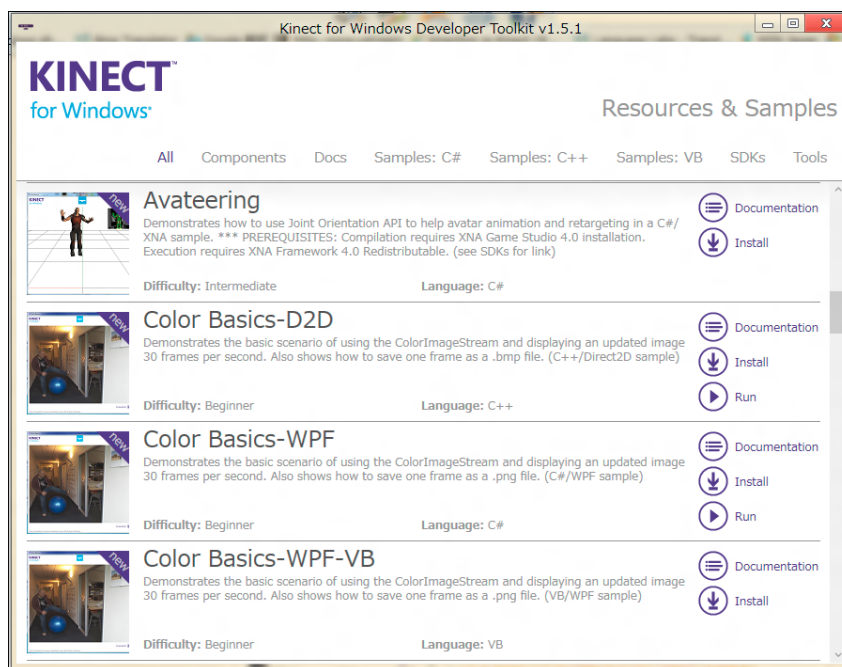 Kinect for Windows Developer Toolkit v1.5.1
KINECT™
for Windows®
Resources & Samples
All Components Docs Samples: C# Samples: C++ Samples: VB SDKs Tools
new
Avateering
Demonstrates how to use Joint Orientation API to help avatar animation and retargeting in a C#/
XNA sample. *** PREREQUISITES: Compilation requires XNA Game Studio 4.0 installation.
Execution requires XNA Framework 4.0 Redistributable. (see SDKs for link)
Difficulty: Intermediate Language: C#
Documentation
Install
new
Color Basics-D2D
Demonstrates the basic scenario of using the ColorImageStream and displaying an updated image
30 frames per second. Also shows how to save one frame as a .bmp file. (C++/Direct2D sample)
Difficulty: Beginner Language: C++
Documentation
Install
Run
new
Color Basics-WPF
Demonstrates the basic scenario of using the ColorImageStream and displaying an updated image
30 frames per second. Also shows how to save one frame as a .png file. (C#/WPF sample)
Difficulty: Beginner Language: C#
Documentation
Install
Run
new
Color Basics-WPF-VB
Demonstrates the basic scenario of using the ColorImageStream and displaying an updated image
30 frames per second. Also shows how to save one frame as a .png file. (VB/WPF sample)
Difficulty: Beginner Language: VB
Documentation
Install